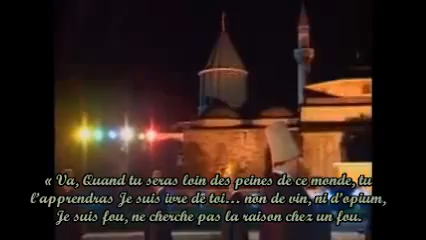 « Va, Quand tu seras loin des peines de ce monde, tu
l'apprendras Je suis ivre de toi... non de vin, ni d'opium,
Je suis fou, ne cherche pas la raison chez un fou.